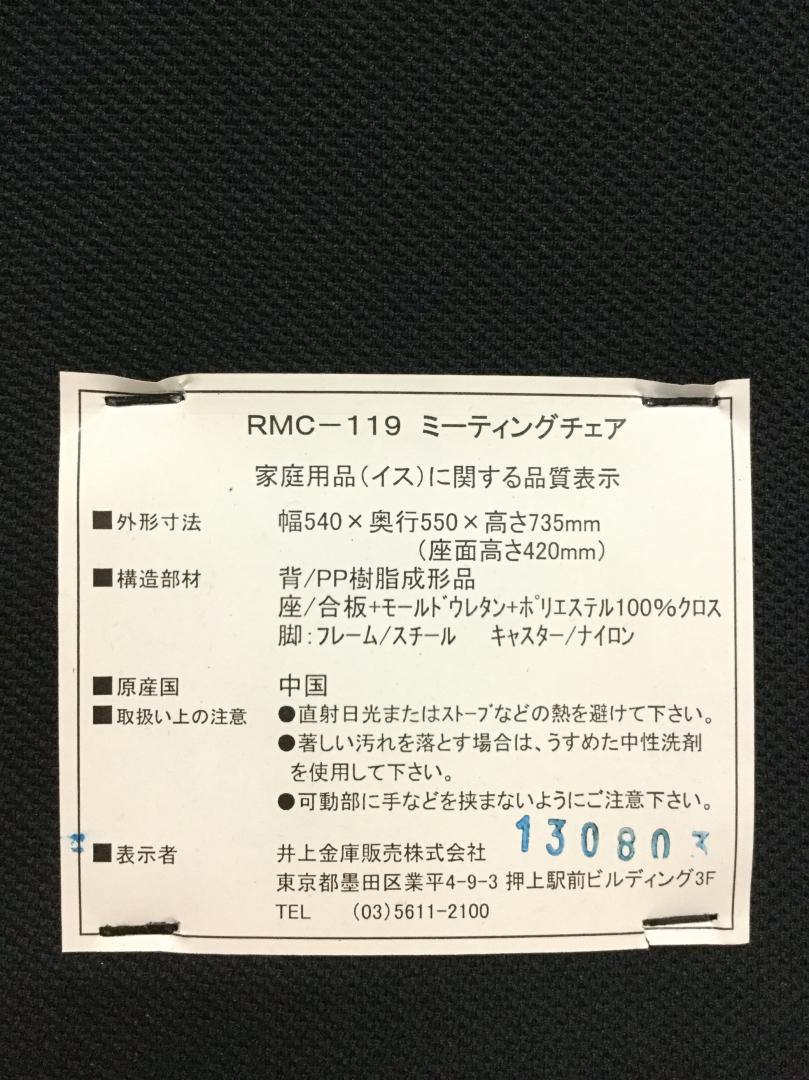 RMC-119 ミーティングチェア
家庭用品(イス)に関する品質表示
■外形寸法 幅540×奥行550×高さ735mm
(座面高さ420mm)
■構造部材 背/PP樹脂成形品
座/合板+モールドウレタン+ポリエステル100%クロス
脚:フレーム/スチール キャスター/ナイロン
■原産国 中国
■取扱い上の注意 ●直射日光またはストーブなどの熱を避けて下さい。
●著しい汚れを落とす場合は、うすめた中性洗剤
を使用して下さい。
●可動部に手などを挟まないようにご注意下さい。
130803
■表示者 井上金庫販売株式会社
東京都墨田区業平4-9-3 押上駅前ビルディング3F
TEL (03)5611-2100